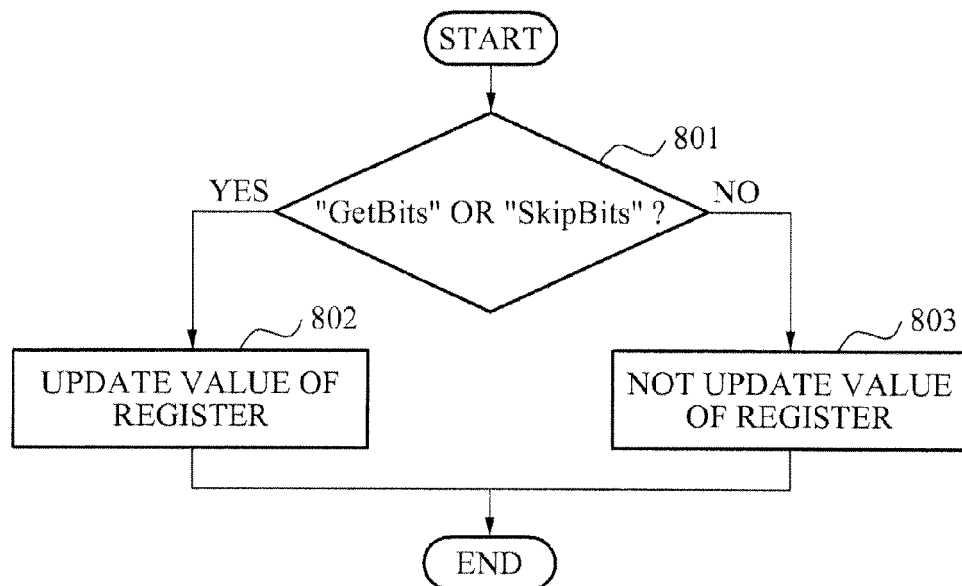 START
801
YES
"GetBits" OR "SkipBits" ?
NO
802
803
UPDATE VALUE OF
REGISTER
NOT UPDATE VALUE
OF REGISTER
END